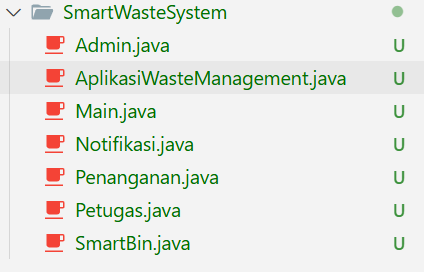 SmartWasteSystem
Admin.java U
AplikasiWasteManagement.java U
Main.java U
Notifikasi.java U
Penanganan.java U
Petugas.java U
SmartBin.java U